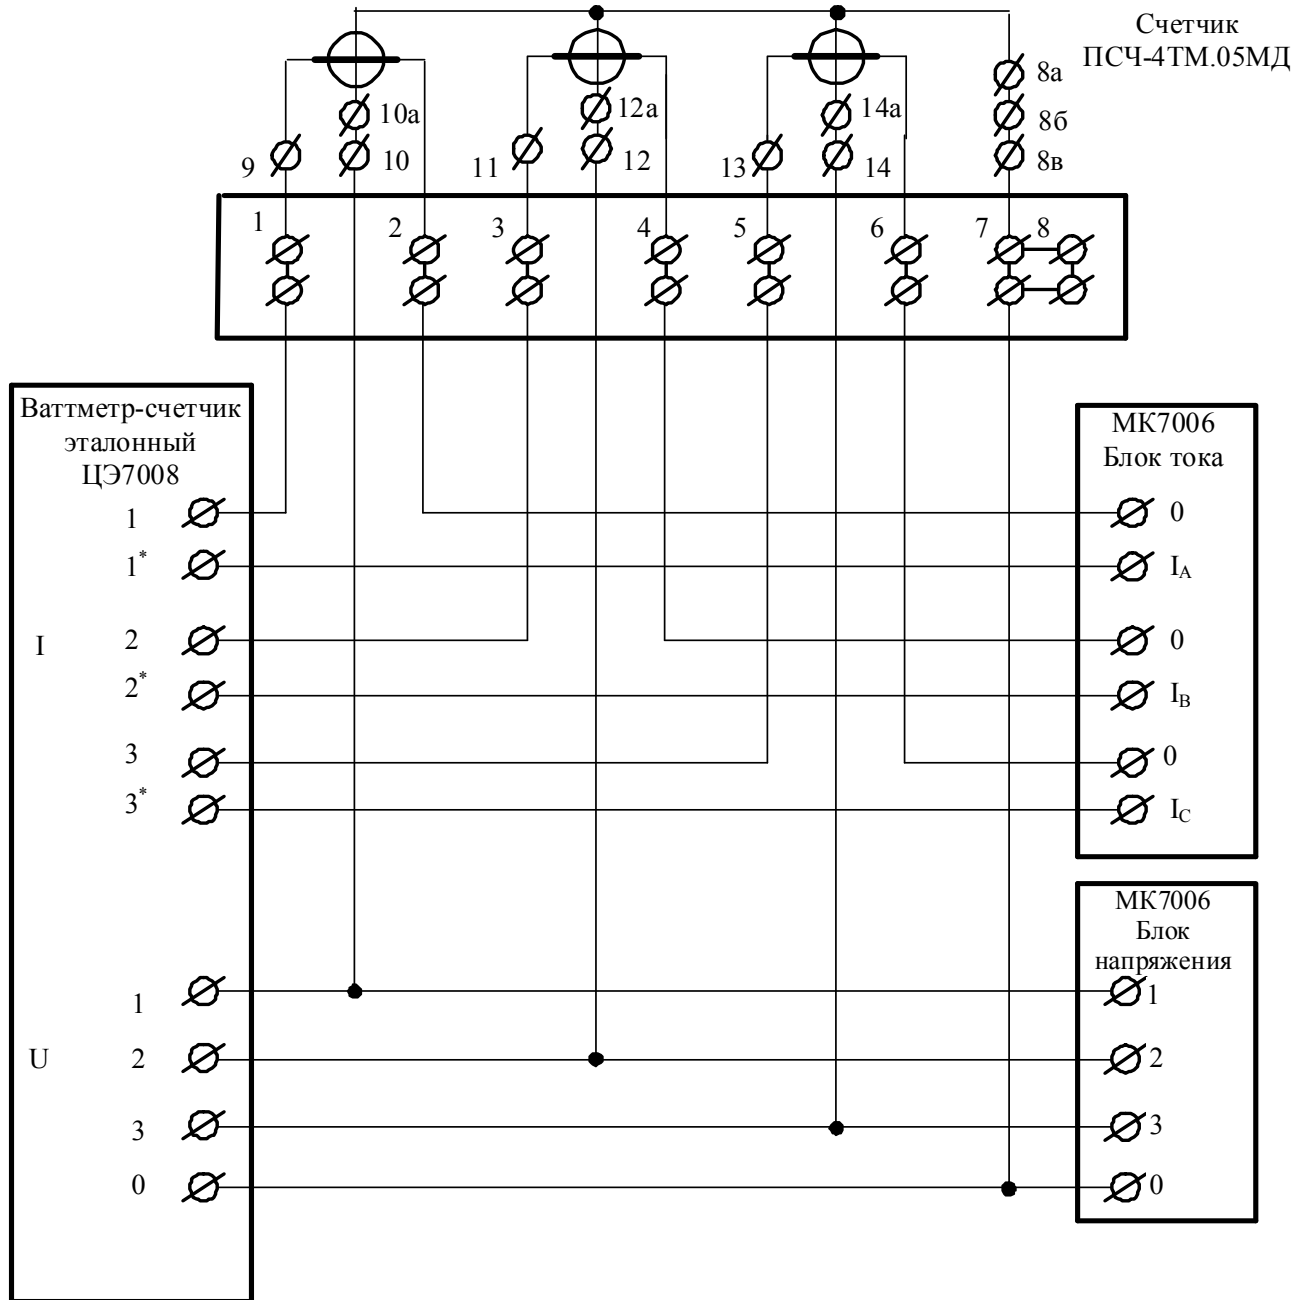 Счетчик
ПСЧ-4ТМ.05МД
8а
10а
12а
14а
8б
9
10
11
12
13
14
8в
1
2
3
4
5
6
7
8
Ваттметр-счетчик
эталонный
ЦЭ7008
1
1*
I
2
2*
3
3*
U
1
2
3
0
МК7006
Блок тока
0
IA
0
IB
0
IC
МК7006
Блок
напряжения
1
2
3
0